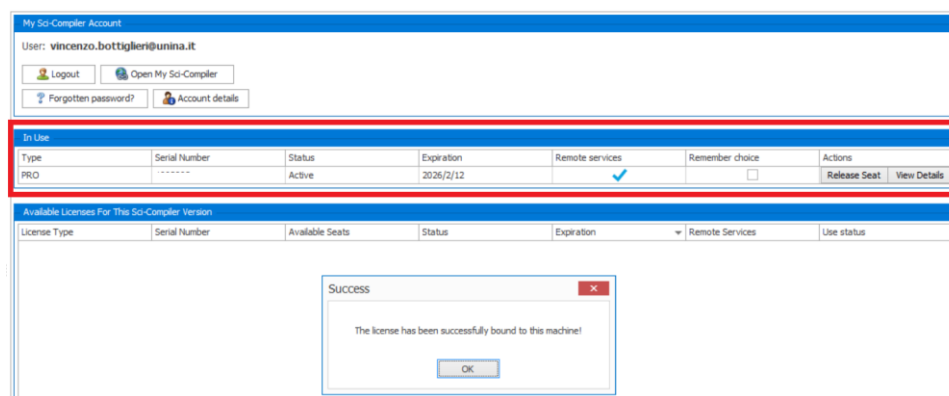 My Sci-Compiler Account
User: vincenzo.bottiglieri@unina.it
Logout Open My Sci-Compiler
Forgotten password? Account details
In Use
Type Serial Number Status Expiration Remote services Remember choice Actions
PRO Active 2026/2/12 Release Seat View Details
Available Licenses For This Sci-Compiler Version
License Type Serial Number Available Seats Status Expiration Remote Services Use status
Success
The license has been successfully bound to this machine!
OK